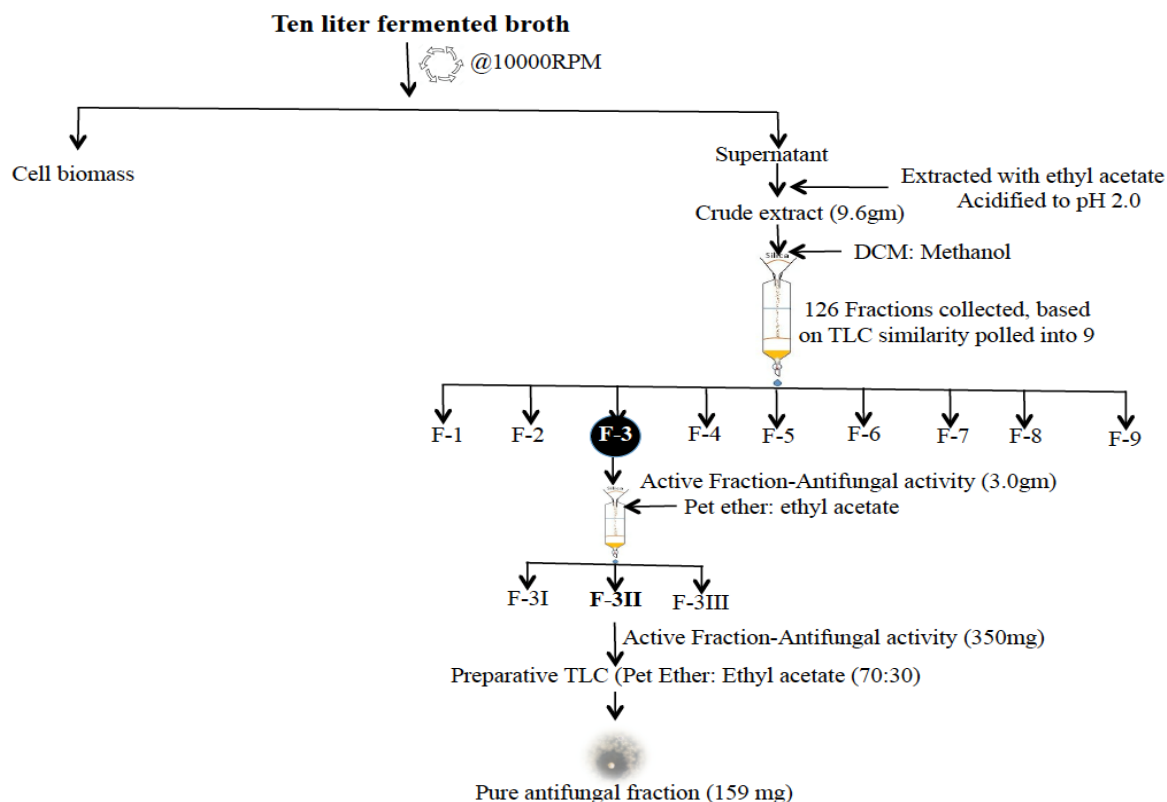 Ten liter fermented broth
@10000RPM
Cell biomass
Supernatant
Extracted with ethyl acetate
Acidified to pH 2.0
Crude extract (9.6gm)
DCM: Methanol
Silica
126 Fractions collected, based
on TLC similarity polled into 9
F-1
F-2
F-3
F-4
F-5
F-6
F-7
F-8
F-9
Active Fraction-Antifungal activity (3.0gm)
Silica
Pet ether: ethyl acetate
F-3I
F-3II
F-3III
Active Fraction-Antifungal activity (350mg)
Preparative TLC (Pet Ether: Ethyl acetate (70:30)
Pure antifungal fraction (159 mg)